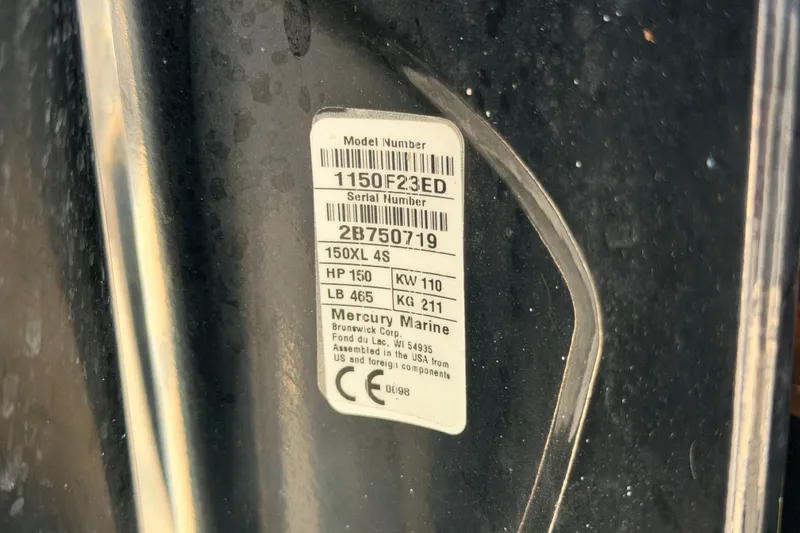 Model Number
1150F23ED
Serial Number
2B750719
150XL 4S
HP 150 KW 110
LB 465 KG 211
Mercury Marine
Brunswick Corp.
Fond du Lac, WI 54935
Assembled in the USA from
US and foreign components
CE 0098